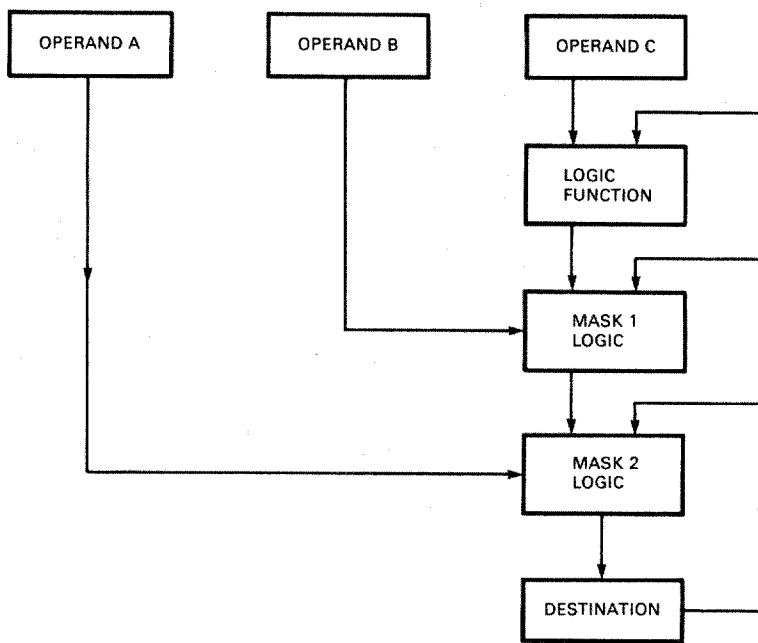 OPERAND A
OPERAND B
OPERAND C
LOGIC
FUNCTION
MASK 1
LOGIC
MASK 2
LOGIC
DESTINATION